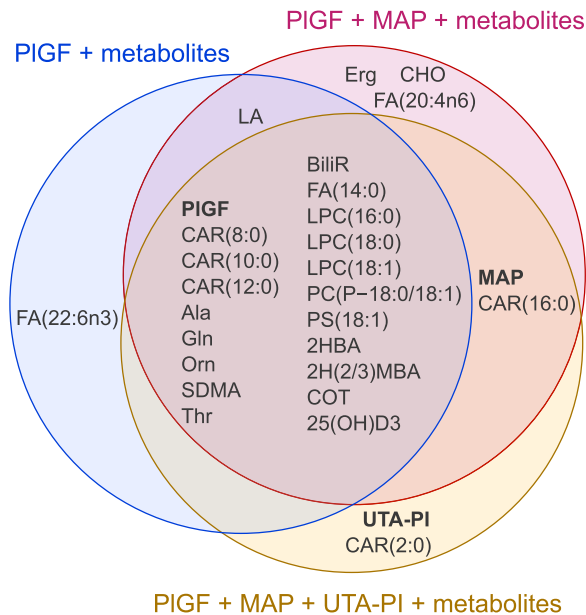 PlGF + MAP + metabolites
PlGF + metabolites
Erg CHO
FA(20:4n6)
LA
PlGF
CAR(8:0)
CAR(10:0)
CAR(12:0)
Ala
Gln
Orn
SDMA
Thr
BiliR
FA(14:0)
LPC(16:0)
LPC(18:0)
LPC(18:1)
PC(P−18:0/18:1)
PS(18:1)
2HBA
2H(2/3)MBA
COT
25(OH)D3
MAP
CAR(16:0)
FA(22:6n3)
UTA-PI
CAR(2:0)
PlGF + MAP + UTA-PI + metabolites